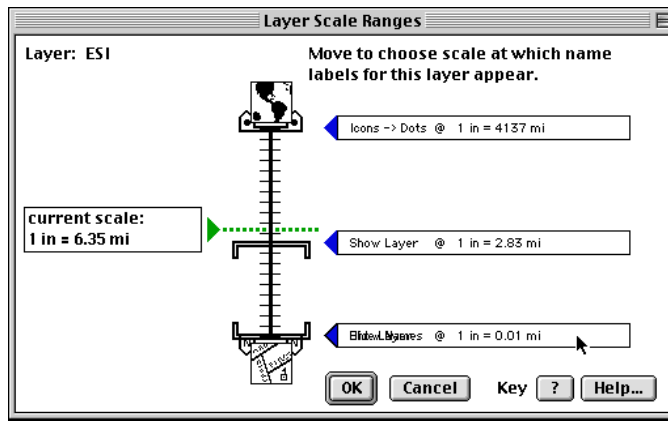 Layer Scale Ranges
Layer: ESI
Move to choose scale at which name
labels for this layer appear.
Icons -> Dots @ 1 in = 4137 mi
current scale:
1 in = 6.35 mi
Show Layer @ 1 in = 2.83 mi
@ 1 in = 0.01 mi
OK
Cancel
Key
?
Help...